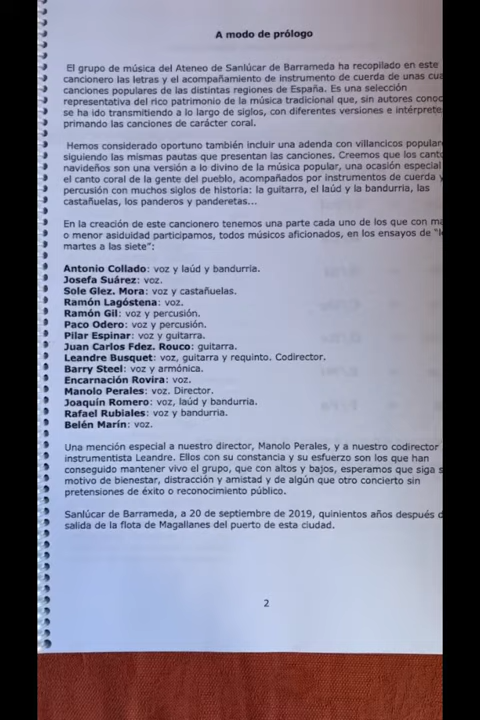 A modo de prólogo
El grupo de música del Ateneo de Sanlúcar de Barrameda ha recopilado en este
cancionero las letras y el acompañamiento de instrumento de cuerda de unas
canciones populares de las distintas regiones de España. Es una selección
representativa del rico patrimonio de la música tradicional que, sin autores
se ha ido transmitiendo a lo largo de siglos, con diferentes versiones e
primando las canciones de carácter coral.
Hemos considerado oportuno también incluir una adenda con villancicos
siguiendo las mismas pautas que presentan las canciones. Creemos que los
navideños son una versión a lo divino de la música popular, una ocasión especial
el canto coral de la gente del pueblo, acompañados por instrumentos de cuerda y
percusión con muchos siglos de historia: la guitarra, el laúd y la bandurria, las
castañuelas, los panderos y panderetas...
En la creación de este cancionero tenemos una parte cada uno de los que con
o menor asiduidad participamos, todos músicos aficionados, en los ensayos de
martes a las siete":
Antonio Collado: voz y laúd y bandurria.
Josefa Suárez: voz.
Sole Glez. Mora: voz y castañuelas.
Ramón Lagóstena: voz.
Ramón Gil: voz y percusión.
Paco Odero: voz y percusión.
Pilar Espinar: voz y guitarra.
Juan Carlos Fdez. Rouco: guitarra.
Leandre Busquet: voz, guitarra y requinto. Codirector.
Barry Steel: voz y armónica.
Encarnación Rovira: voz.
Manolo Perales: voz. Director.
Joaquín Romero: voz, laúd y bandurria.
Rafael Rubiales: voz y bandurria.
Belén Marín: voz.
Una mención especial a nuestro director, Manolo Perales, y a nuestro codirector
instrumentista Leandre. Ellos con su constancia y su esfuerzo son los que han
conseguido mantener vivo el grupo, que con altos y bajos, esperamos que siga
motivo de bienestar, distracción y amistad y de algún que otro concierto sin
pretensiones de éxito o reconocimiento público.
Sanlúcar de Barrameda, a 20 de septiembre de 2019, quinientos años después
salida de la flota de Magallanes del puerto de esta ciudad.
2